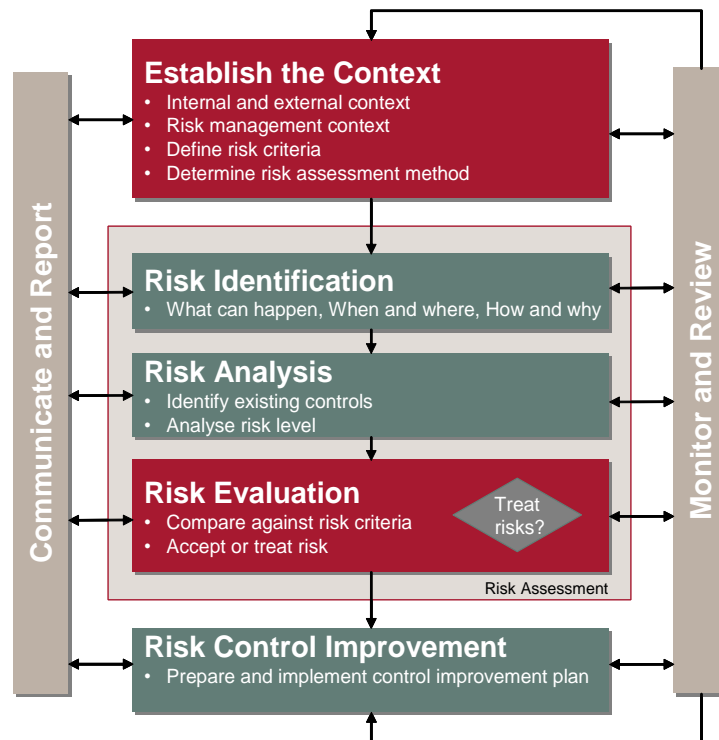 Establish the Context
• Internal and external context
• Risk management context
• Define risk criteria
• Determine risk assessment method
Communicate and Report
Monitor and Review
Risk Identification
• What can happen, When and where, How and why
Risk Analysis
• Identify existing controls
• Analyse risk level
Risk Evaluation
• Compare against risk criteria
• Accept or treat risk
Treat
risks?
Risk Assessment
Risk Control Improvement
• Prepare and implement control improvement plan